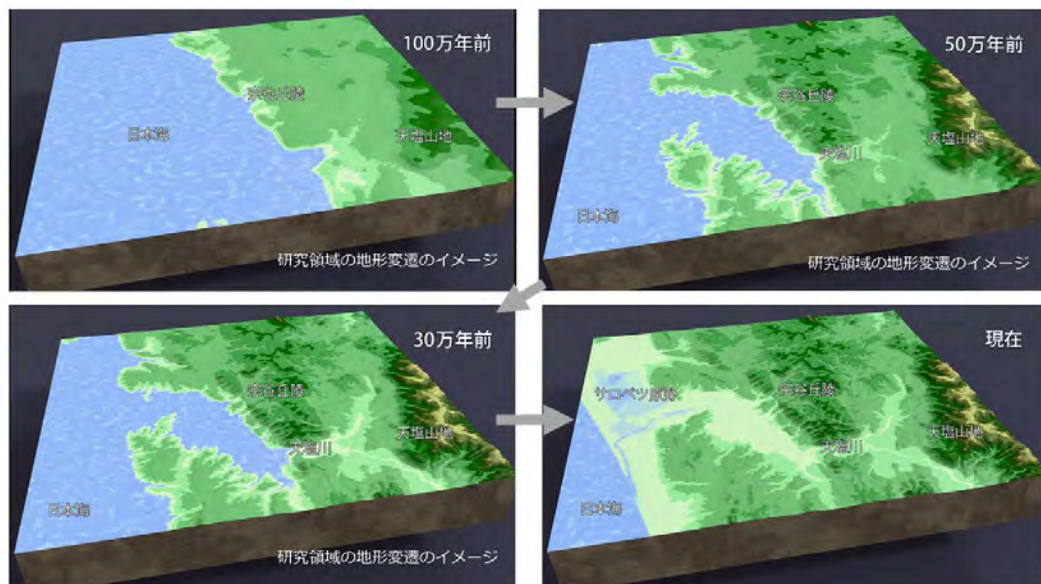 100万年前
宗谷丘陵
日本海
天塩山地
研究領域の地形変遷のイメージ
50万年前
宗谷丘陵
天塩山地
天塩川
日本海
研究領域の地形変遷のイメージ
30万年前
宗谷丘陵
天塩川
天塩山地
日本海
研究領域の地形変遷のイメージ
現在
サロベツ原野
宗谷丘陵
天塩川
天塩山地
日本海